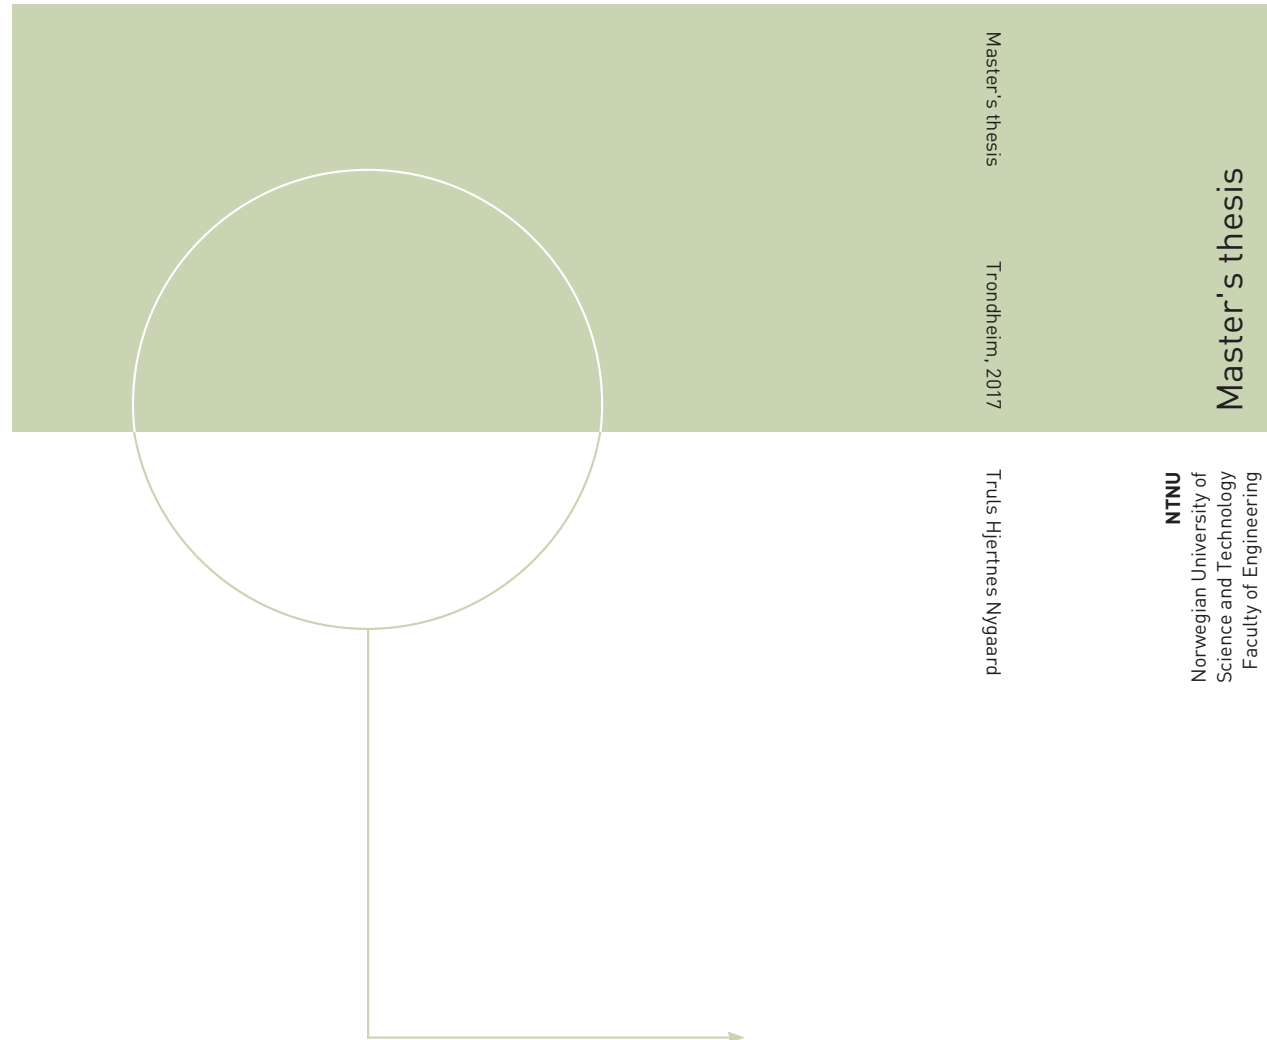 Master's thesis
Trondheim, 2017
Truls Hjertnes Nygaard
Master's thesis
NTNU
Norwegian University of
Science and Technology
Faculty of Engineering